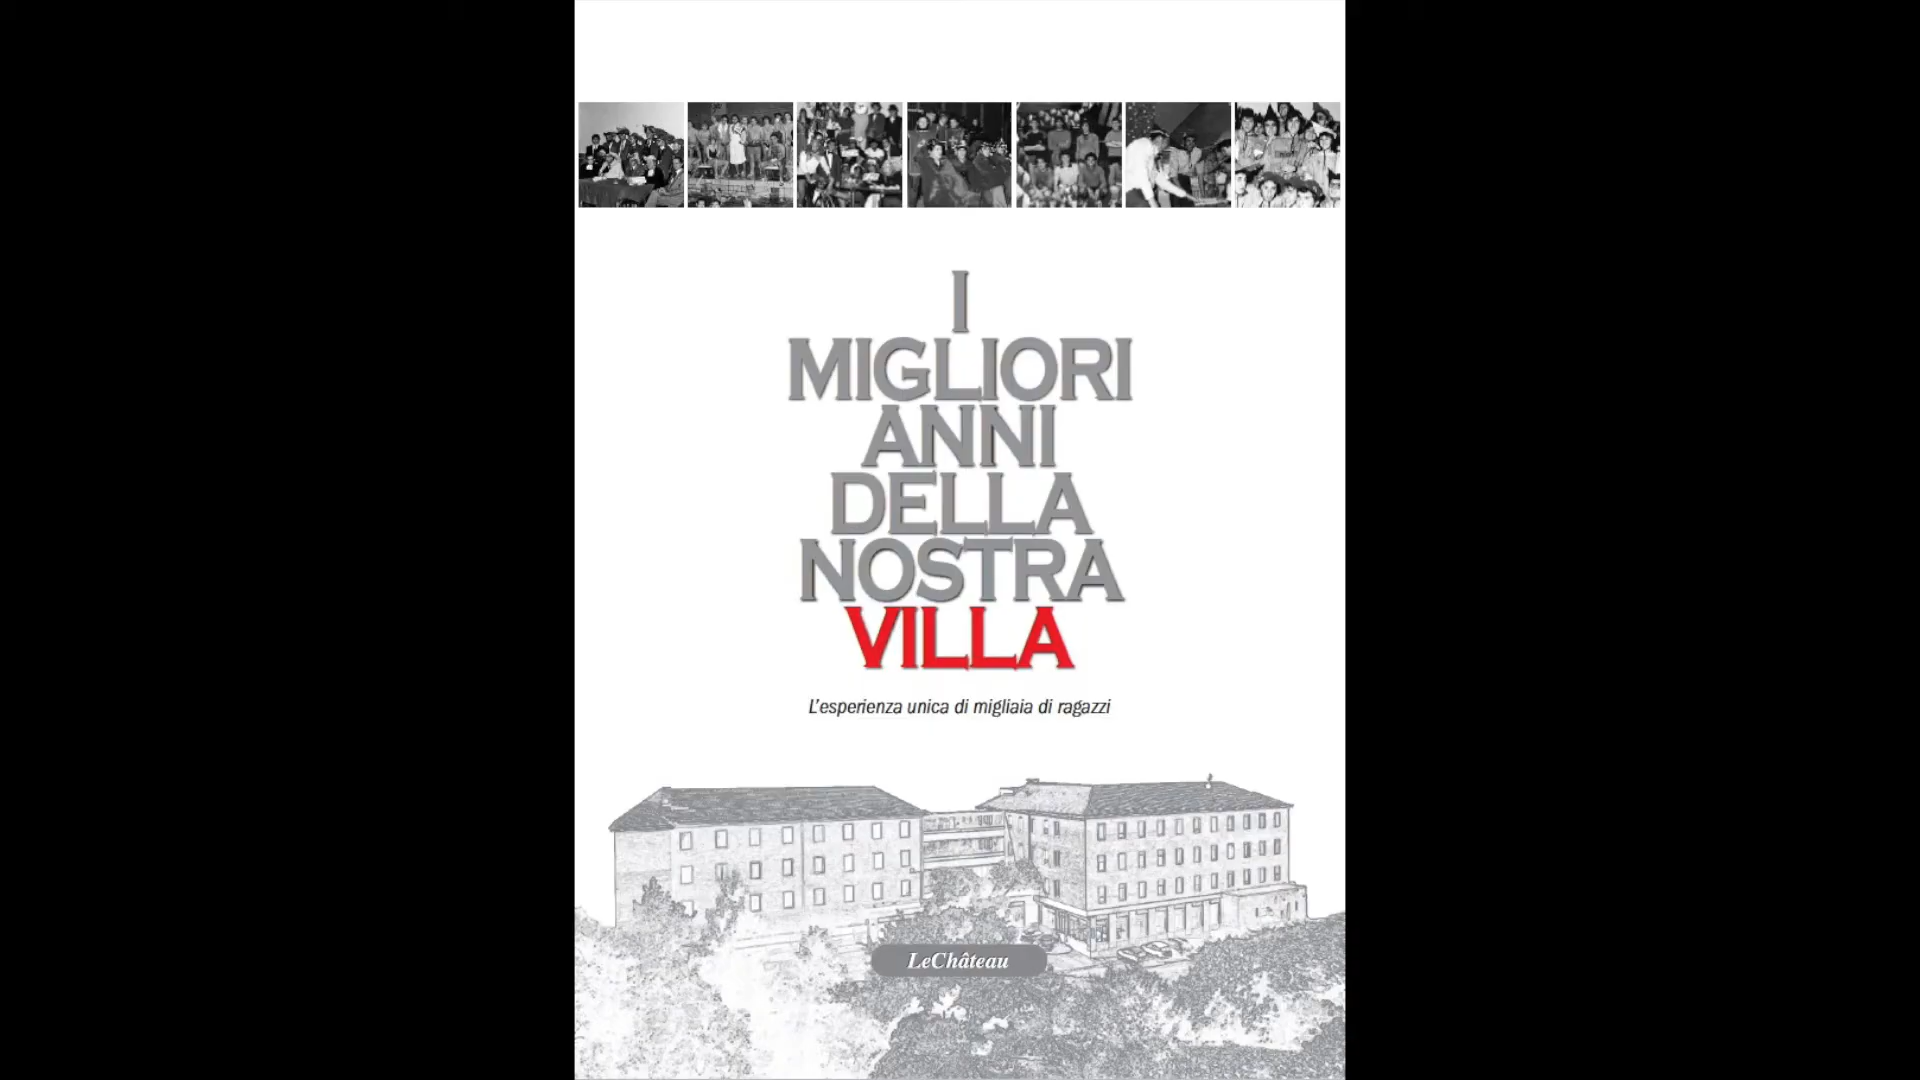 I
MIGLIORI
ANNI
DELLA
NOSTRA
VILLA
L'esperienza unica di migliaia di ragazzi
LeChâteau